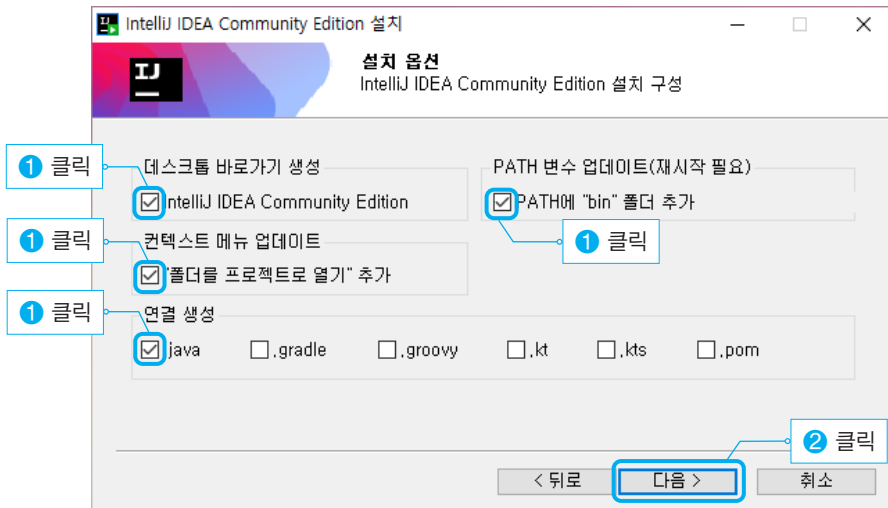 IntelliJ IDEA Community Edition 설치
IJ
설치 옵션
IntelliJ IDEA Community Edition 설치 구성
1 클릭
데스크톱 바로가기 생성
IntelliJ IDEA Community Edition
PATH 변수 업데이트(재시작 필요)
PATH에 "bin" 폴더 추가
1 클릭
1 클릭
컨텍스트 메뉴 업데이트
"폴더를 프로젝트로 열기" 추가
1 클릭
연결 생성
java .gradle .groovy .kt .kts .pom
2 클릭
< 뒤로 다음 > 취소